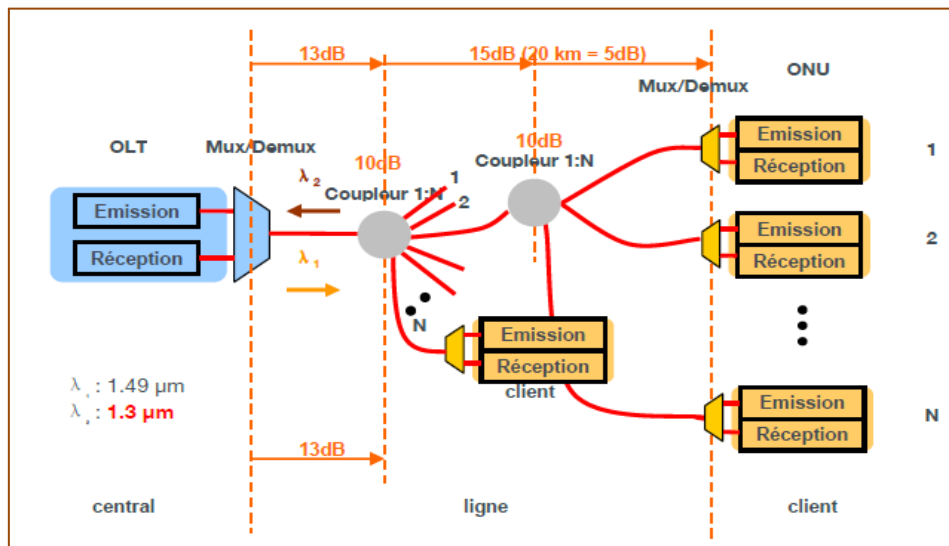 13dB
15dB (20 km = 5dB)
Mux/Demux
ONU
OLT
Mux/Demux
10dB
Coupleur 1:N
10dB
Coupleur 1:N
λ2
λ1
1
2
N
Emission
Réception
Emission
Réception
1
Emission
Réception
2
Emission
Réception
client
Emission
Réception
N
λ : 1.49 µm
λ : 1.3 µm
13dB
central
ligne
client